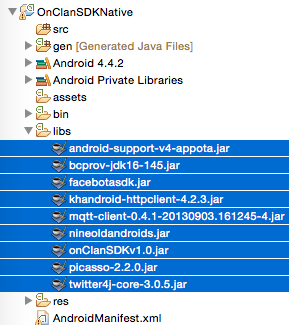 OnClanSDKNative
src
gen [Generated Java Files]
Android 4.4.2
Android Private Libraries
assets
bin
libs
android-support-v4-appota.jar
bcprov-jdk16-145.jar
facebotasdk.jar
khandroid-httpclient-4.2.3.jar
mqtt-client-0.4.1-20130903.161245-4.jar
nineoldandroids.jar
onClanSDKv1.0.jar
picasso-2.2.0.jar
twitter4j-core-3.0.5.jar
res
AndroidManifest.xml